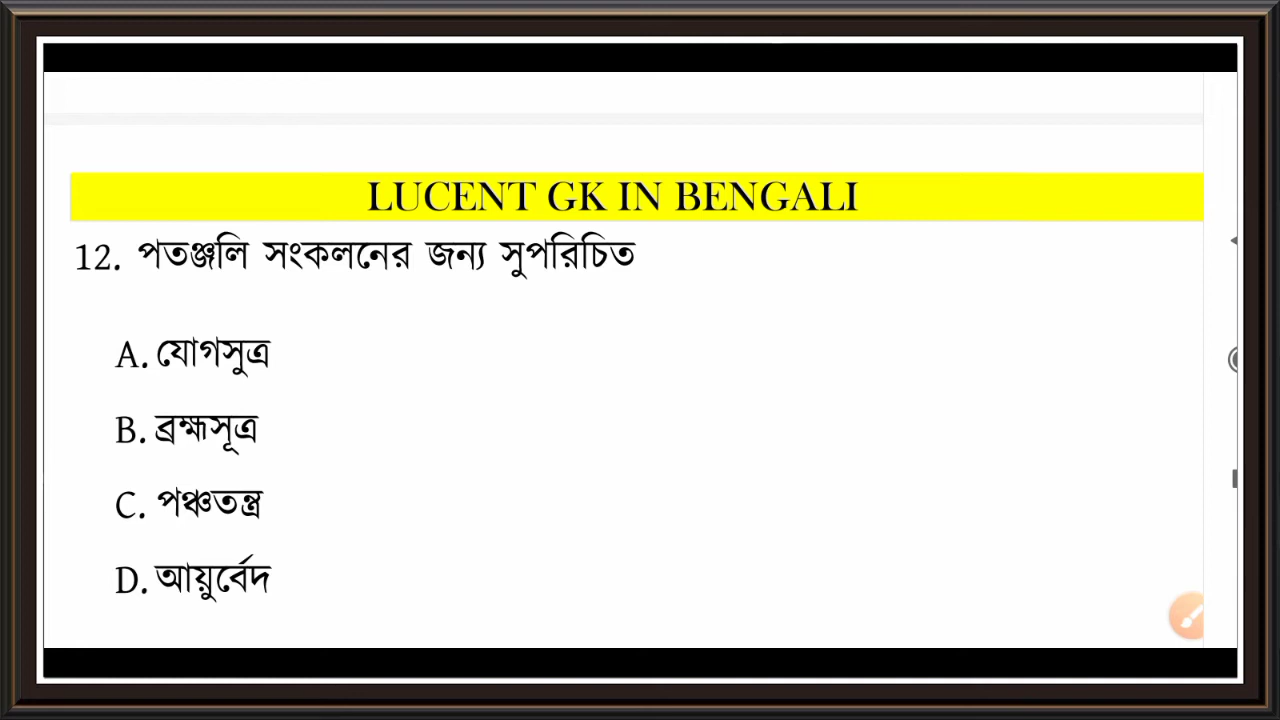 LUCENT GK IN BENGALI
12. পতঞ্জলি সংকলনের জন্য সুপরিচিত
A. যোগসুত্র
B. ব্রহ্মসূত্র
C. পঞ্চতন্ত্র
D. আয়ুর্বেদ